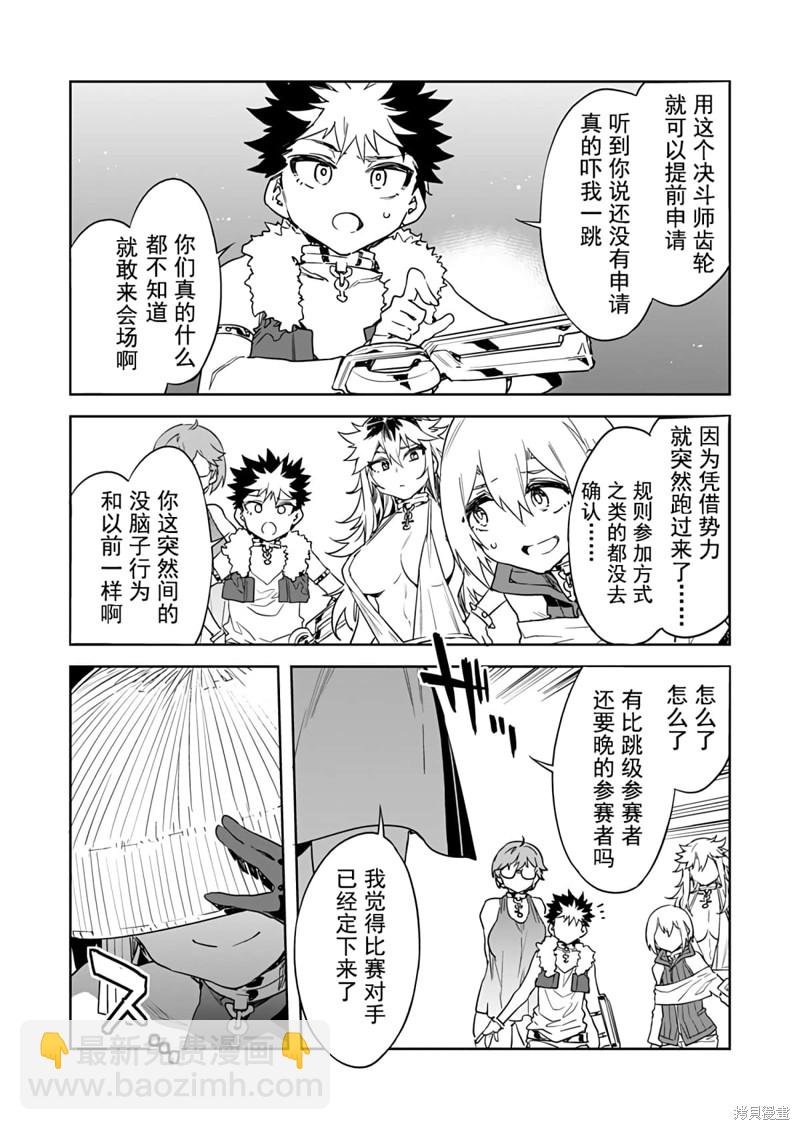 用这个决斗师齿轮
就可以提前申请
听到你说还没有申请
真的吓我一跳
你们真的什么
都不知道
就敢来会场啊
因为凭借势力
就突然跑过来了……
规则参加方式
之类的都没去
确认……
你这突然间的
没脑子行为
和以前一样啊
怎么了
怎么了
有比跳级参赛者
还要晚的参赛者
吗
我觉得比赛对手
已经定下来了
ス
最新免费漫画
www.baozimh.com
拷贝漫畫